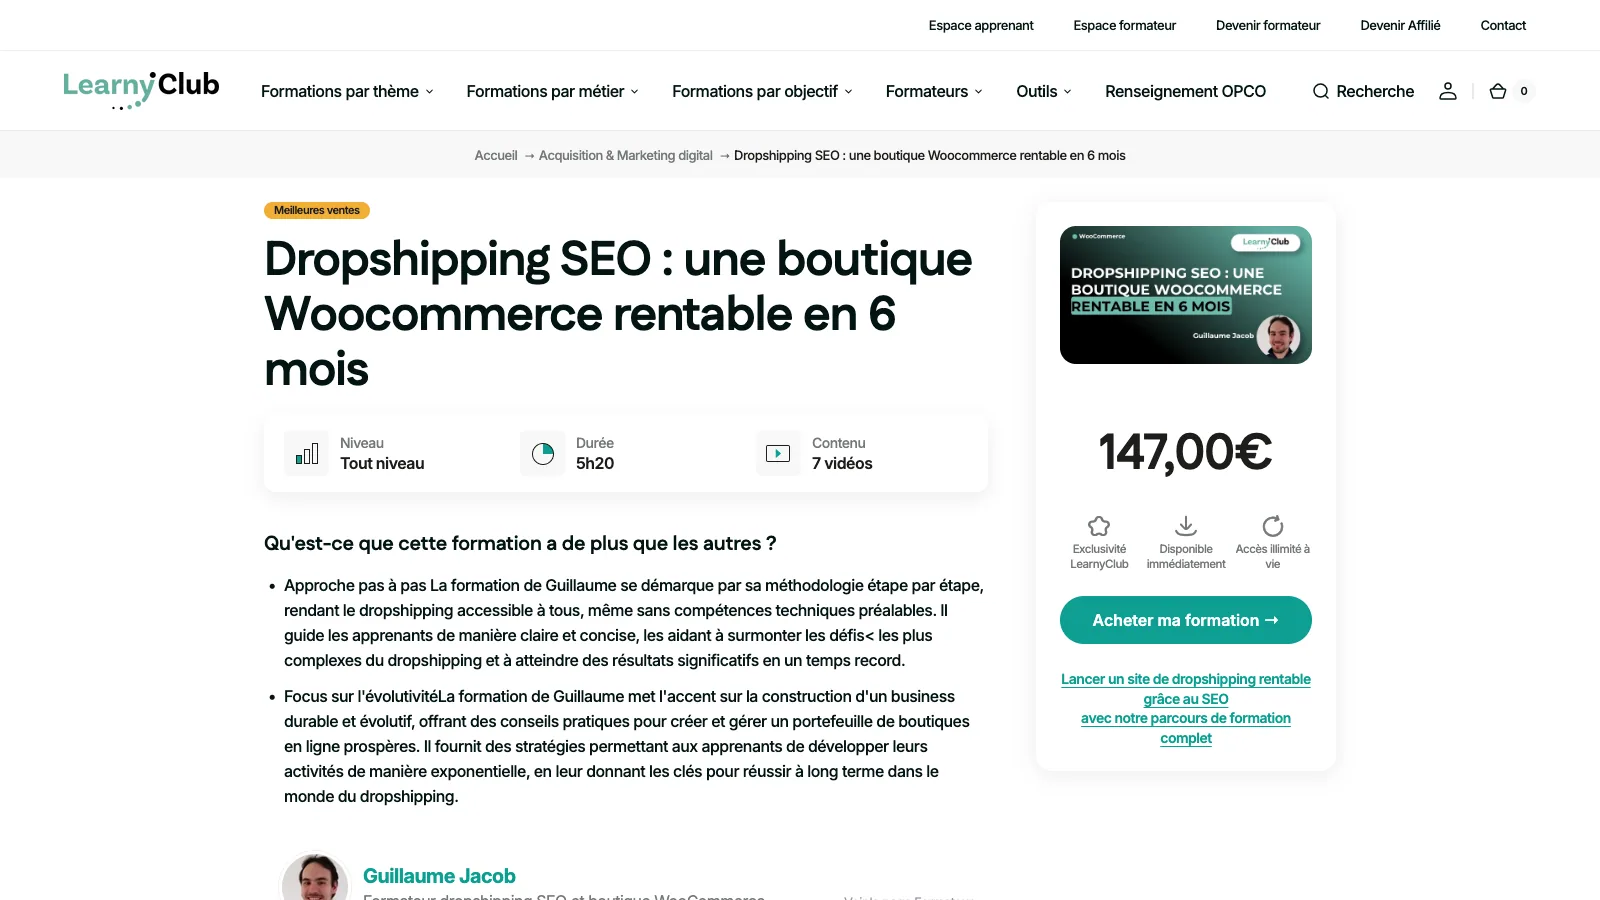 Espace apprenant
Espace formateur
Devenir formateur
Devenir Affilié
Contact
Learny'Club
Formations par thème
Formations par métier
Formations par objectif
Formateurs
Outils
Renseignement OPCO
Recherche
0
Accueil → Acquisition & Marketing digital → Dropshipping SEO : une boutique Woocommerce rentable en 6 mois
Meilleures ventes
Dropshipping SEO : une boutique
Woocommerce rentable en 6
mois
Niveau
Tout niveau
Durée
5h20
Contenu
7 vidéos
Qu'est-ce que cette formation a de plus que les autres ?
• Approche pas à pas La formation de Guillaume se démarque par sa méthodologie étape par étape,
rendant le dropshipping accessible à tous, même sans compétences techniques préalables. Il
guide les apprenants de manière claire et concise, les aidant à surmonter les défis< les plus
complexes du dropshipping et à atteindre des résultats significatifs en un temps record.
• Focus sur l'évolutivitéLa formation de Guillaume met l'accent sur la construction d'un business
durable et évolutif, offrant des conseils pratiques pour créer et gérer un portefeuille de boutiques
en ligne prospères. Il fournit des stratégies permettant aux apprenants de développer leurs
activités de manière exponentielle, en leur donnant les clés pour réussir à long terme dans le
monde du dropshipping.
Guillaume Jacob
Formateur dropshipping SEO et boutique WooCommerce
WooCommerce
Learny'Club
DROPSHIPPING SEO : UNE
BOUTIQUE WOOCOMMERCE
RENTABLE EN 6 MOIS
Guillaume Jacob
147,00€
Exclusivité
LearnyClub
Disponible
immédiatement
Accès illimité à
vie
Acheter ma formation →
Lancer un site de dropshipping rentable
grâce au SEO
avec notre parcours de formation
complet